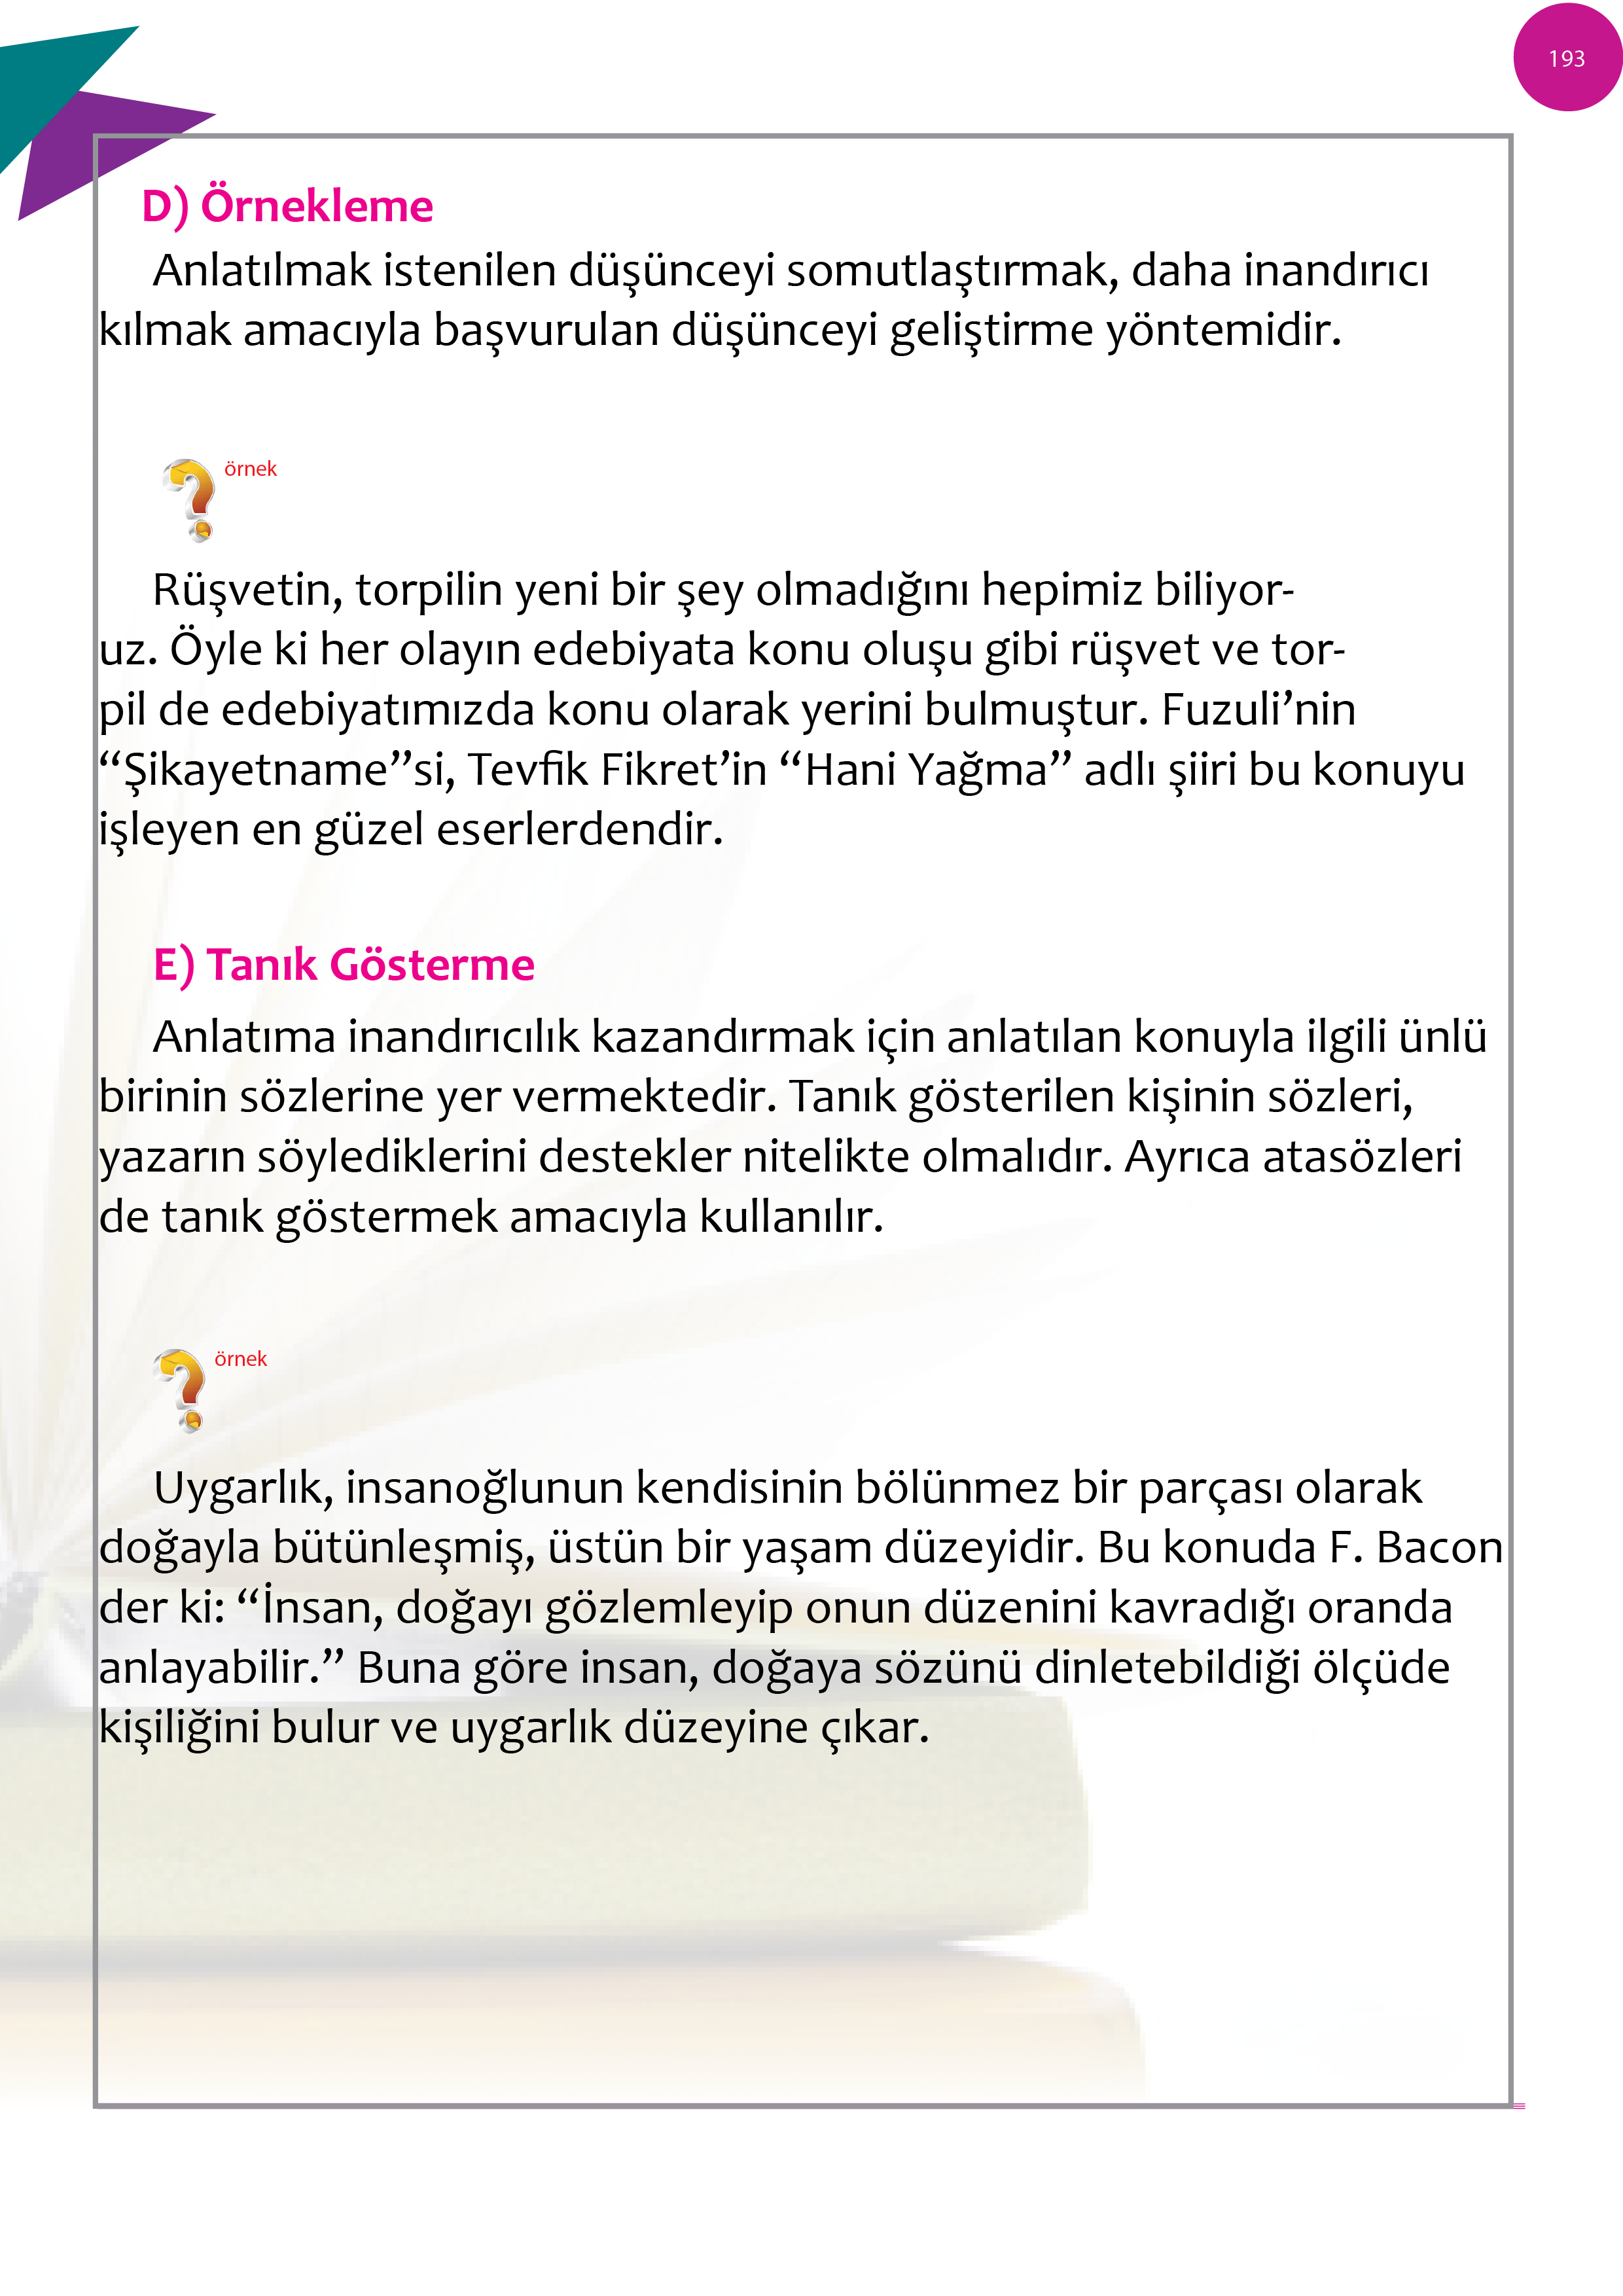 193
D) Örnekleme
Anlatılmak istenilen düşünceyi somutlaştırmak, daha inandırıcı
kılmak amacıyla başvurulan düşünceyi geliştirme yöntemidir.
örnek
Rüşvetin, torpilin yeni bir şey olmadığını hepimiz biliyor-
uz. Öyle ki her olayın edebiyata konu oluşu gibi rüşvet ve tor-
pil de edebiyatımızda konu olarak yerini bulmuştur. Fuzuli’nin
“Şikayetname”si, Tevfik Fikret’in “Hani Yağma” adlı şiiri bu konuyu
işleyen en güzel eserlerdendir.
E) Tanık Gösterme
Anlatıma inandırıcılık kazandırmak için anlatılan konuyla ilgili ünlü
birinin sözlerine yer vermektedir. Tanık gösterilen kişinin sözleri,
yazarın söylediklerini destekler nitelikte olmalıdır. Ayrıca atasözleri
de tanık göstermek amacıyla kullanılır.
örnek
Uygarlık, insanoğlunun kendisinin bölünmez bir parçası olarak
doğayla bütünleşmiş, üstün bir yaşam düzeyidir. Bu konuda F. Bacon
der ki: “İnsan, doğayı gözlemleyip onun düzenini kavradığı oranda
anlayabilir.” Buna göre insan, doğaya sözünü dinletebildiği ölçüde
kişiliğini bulur ve uygarlık düzeyine çıkar.